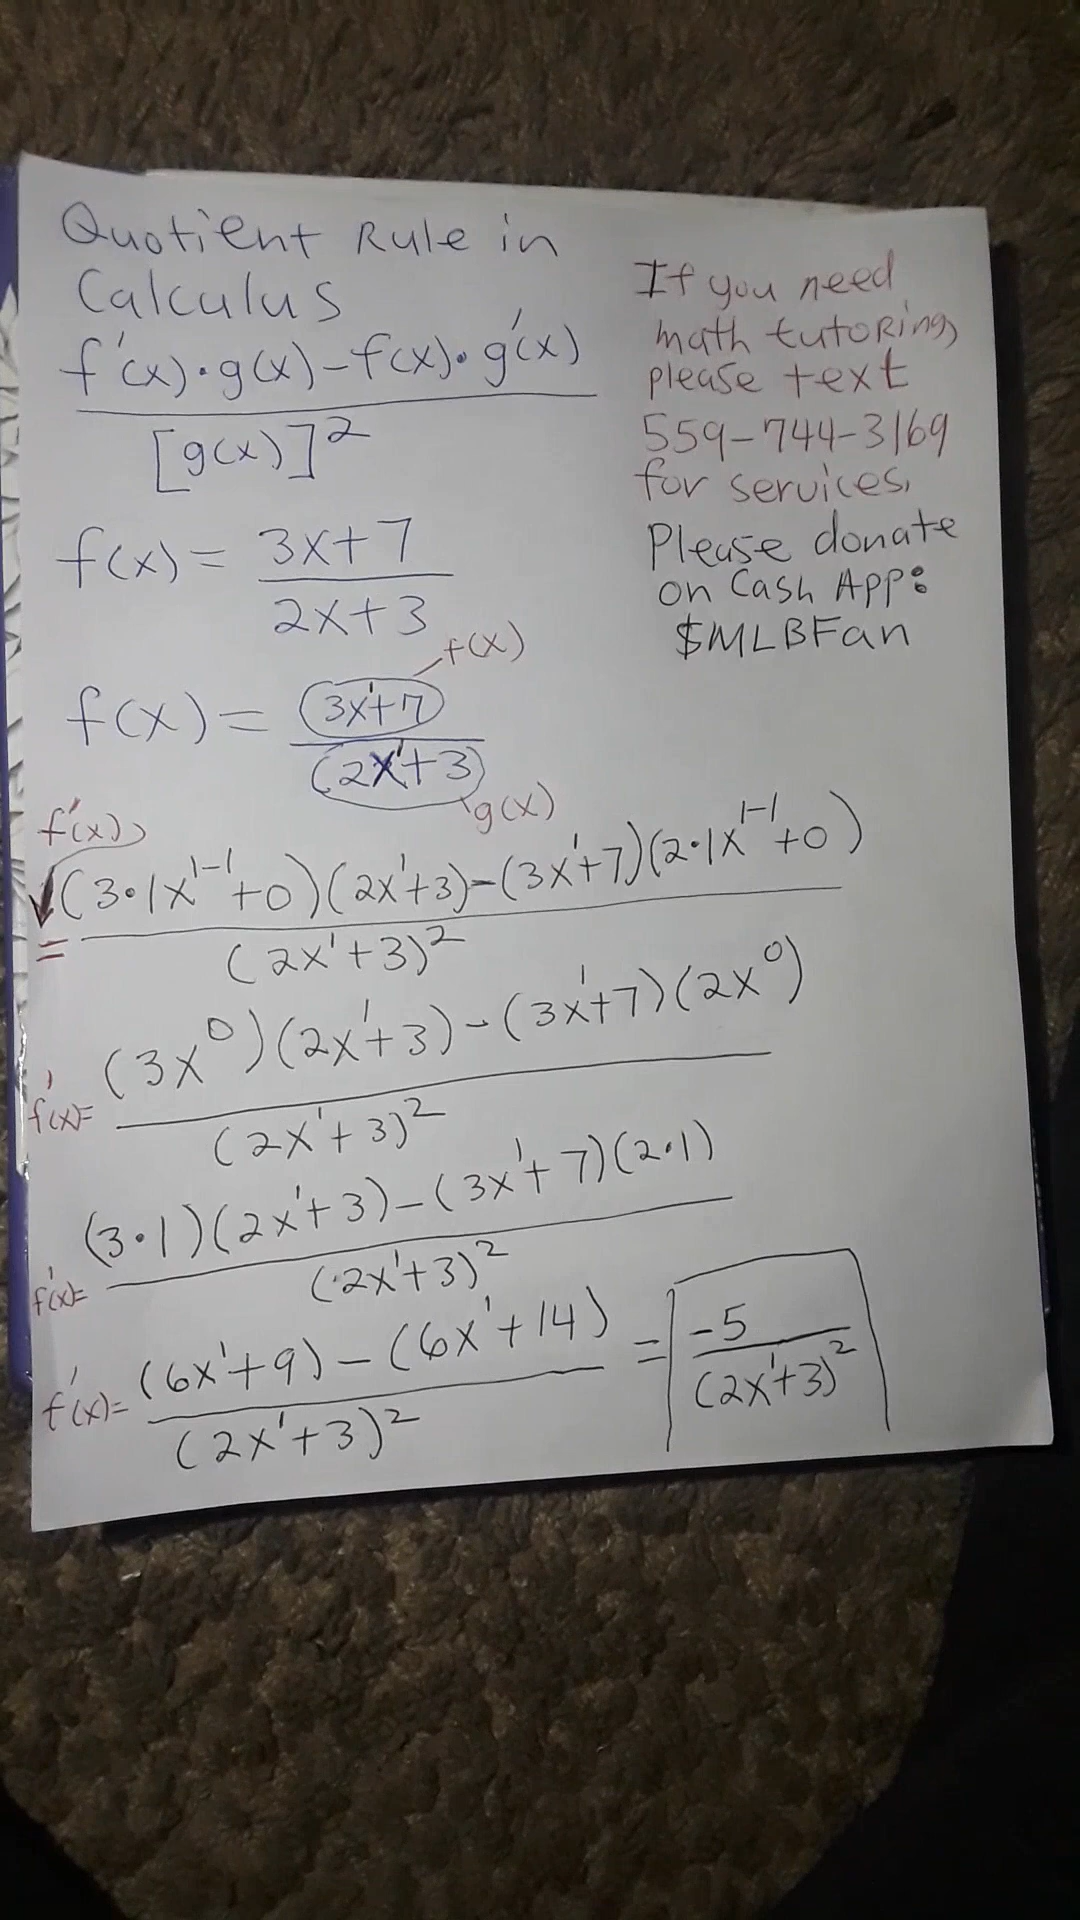 Quotient Rule in
Calculus
f'(x)·g(x)-f(x)·g'(x)
[g(x)]²
f(x) = 3x+7
2x+3
f(x)
f(x) = (3x¹+7)
(2x¹+3)
g(x)
If you need
math tutoring,
please text
559-744-3169
for services.
Please donate
on Cash App:
$MLBFan
f'(x)
= (3·1x¹⁻¹+0)(2x¹+3)-(3x¹+7)(2·1x¹⁻¹+0)
(2x¹+3)²
f'(x)= (3x⁰)(2x¹+3)-(3x¹+7)(2x⁰)
(2x¹+3)²
f'(x)= (3·1)(2x¹+3)-(3x¹+7)(2·1)
(2x¹+3)²
f'(x)= (6x¹+9)-(6x¹+14) = -5
(2x¹+3)² (2x¹+3)²